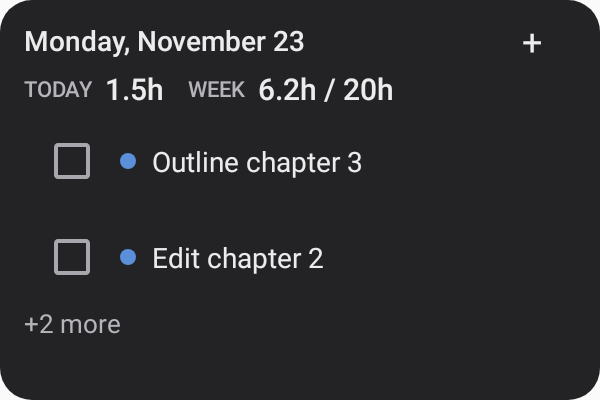 Monday, November 23 +
TODAY 1.5h WEEK 6.2h / 20h
Outline chapter 3
Edit chapter 2
+2 more